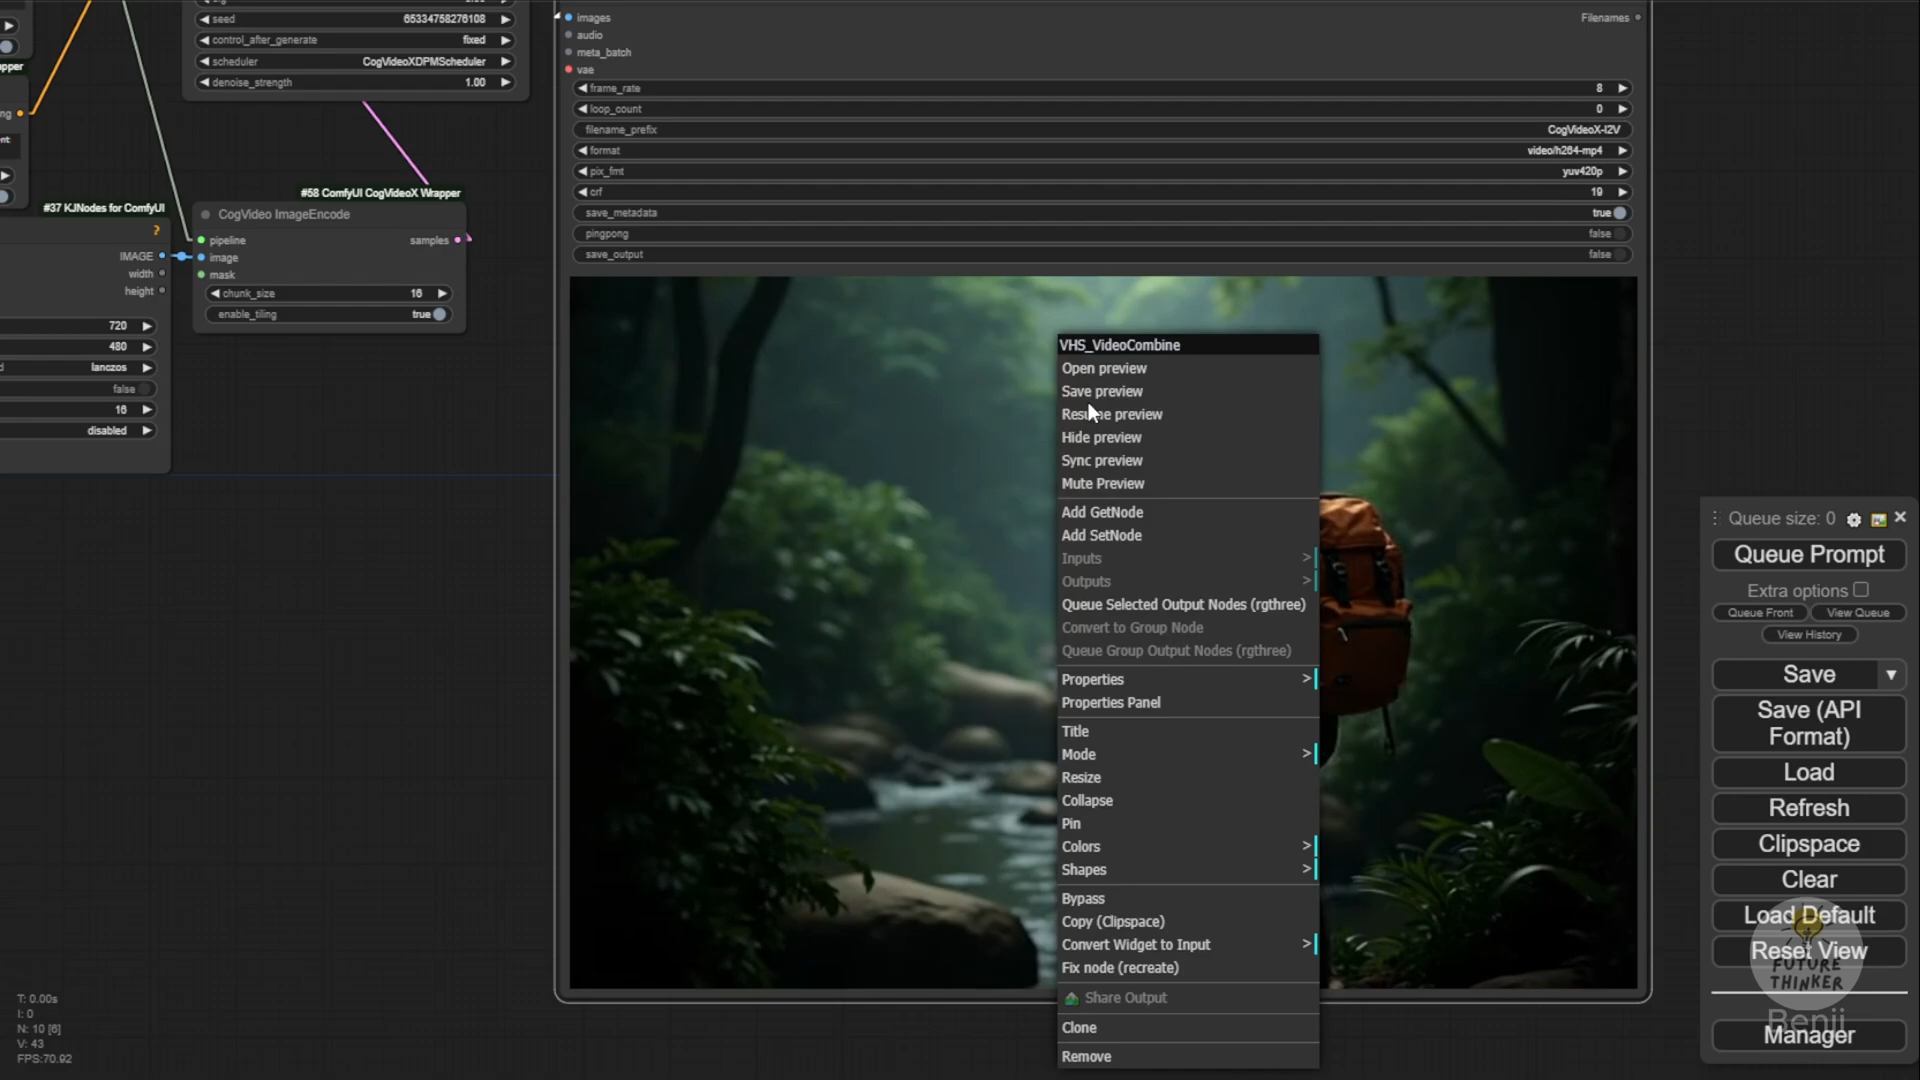 seed 65334758276108
control_after_generate fixed
scheduler CogVideoXDPMScheduler
denoise_strength 1.00
ng
#58 ComfyUI CogVideoX Wrapper
CogVideo ImageEncode
pipeline samples
image
mask
chunk_size 16
enable_tiling true
#37 KJNodes for ComfyUI
?
IMAGE
width
height
720
480
lanczos
false
16
disabled
images Filenames
audio
meta_batch
vae
frame_rate 8
loop_count 0
filename_prefix CogVideoX-I2V
format video/h264-mp4
pix_fmt yuv420p
crf 19
save_metadata true
pingpong false
save_output false
VHS_VideoCombine
Open preview
Save preview
Resume preview
Hide preview
Sync preview
Mute Preview
Add GetNode
Add SetNode
Inputs >
Outputs >
Queue Selected Output Nodes (rgthree)
Convert to Group Node
Queue Group Output Nodes (rgthree)
Properties >
Properties Panel
Title
Mode >
Resize
Collapse
Pin
Colors >
Shapes >
Bypass
Copy (Clipspace)
Convert Widget to Input >
Fix node (recreate)
Share Output
Clone
Remove
Queue size: 0
Queue Prompt
Extra options
Queue Front View Queue
View History
Save
Save (API
Format)
Load
Refresh
Clipspace
Clear
Load Default
Reset View
FUTURE
THINKER
Benji
Manager
T: 0.00s
I: 0
N: 10 [6]
V: 43
FPS:70.92